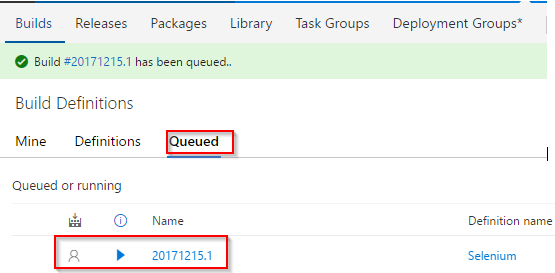 Builds Releases Packages Library Task Groups Deployment Groups*
Build #20171215.1 has been queued..
Build Definitions
Mine Definitions Queued
Queued or running
Name Definition name
20171215.1 Selenium